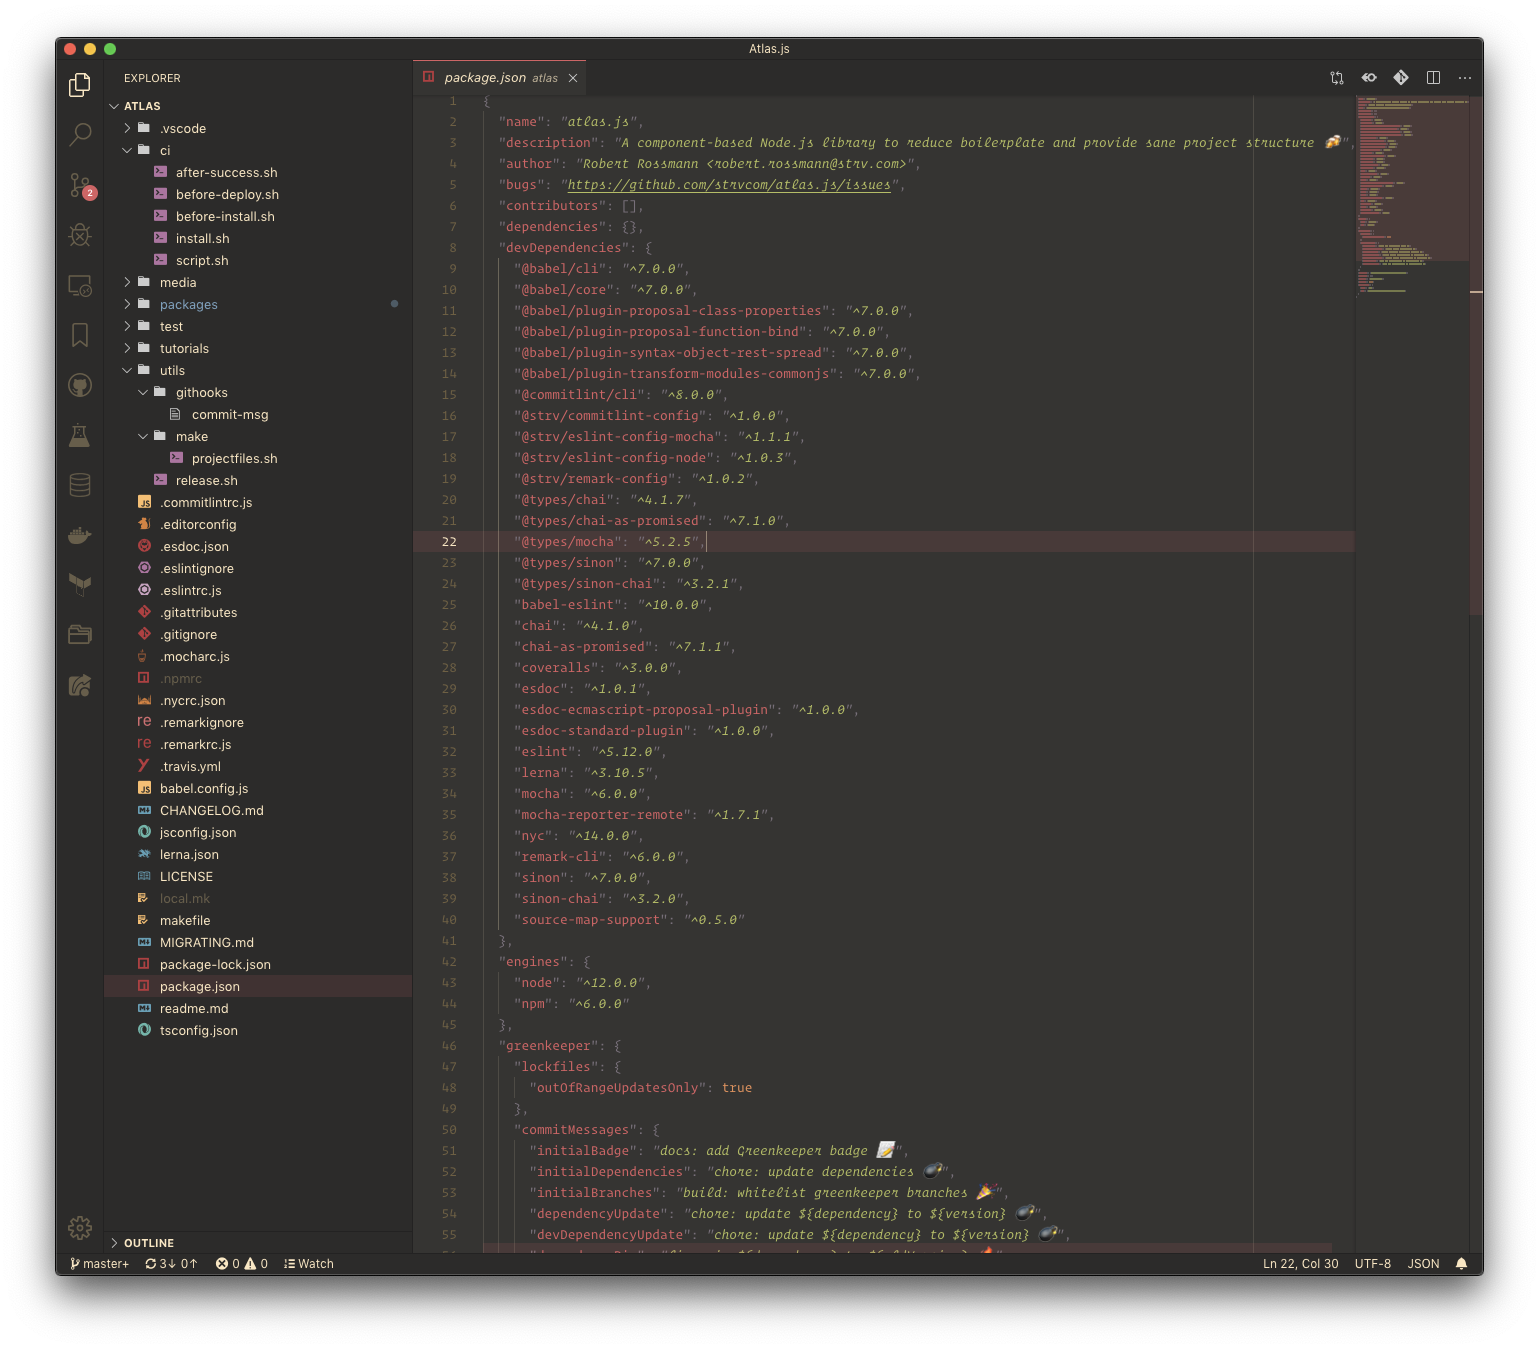 Atlas.js
EXPLORER
ATLAS
.vscode
ci
after-success.sh
before-deploy.sh
before-install.sh
install.sh
script.sh
media
packages
test
tutorials
utils
githooks
commit-msg
make
projectfiles.sh
release.sh
.commitlintrc.js
.editorconfig
.esdoc.json
.eslintignore
.eslintrc.js
.gitattributes
.gitignore
.mocharc.js
.npmrc
.nycrc.json
.remarkignore
.remarkrc.js
.travis.yml
babel.config.js
CHANGELOG.md
jsconfig.json
lerna.json
LICENSE
local.mk
makefile
MIGRATING.md
package-lock.json
package.json
readme.md
tsconfig.json
OUTLINE
2
package.json atlas
1 {
2 "name": "atlas.js",
3 "description": "A component-based Node.js library to reduce boilerplate and provide sane project structure 🍻",
4 "author": "Robert Rossmann <robert.rossmann@strv.com>",
5 "bugs": "https://github.com/strvcom/atlas.js/issues",
6 "contributors": [],
7 "dependencies": {},
8 "devDependencies": {
9 "@babel/cli": "^7.0.0",
10 "@babel/core": "^7.0.0",
11 "@babel/plugin-proposal-class-properties": "^7.0.0",
12 "@babel/plugin-proposal-function-bind": "^7.0.0",
13 "@babel/plugin-syntax-object-rest-spread": "^7.0.0",
14 "@babel/plugin-transform-modules-commonjs": "^7.0.0",
15 "@commitlint/cli": "^8.0.0",
16 "@strv/commitlint-config": "^1.0.0",
17 "@strv/eslint-config-mocha": "^1.1.1",
18 "@strv/eslint-config-node": "^1.0.3",
19 "@strv/remark-config": "^1.0.2",
20 "@types/chai": "^4.1.7",
21 "@types/chai-as-promised": "^7.1.0",
22 "@types/mocha": "^5.2.5",
23 "@types/sinon": "^7.0.0",
24 "@types/sinon-chai": "^3.2.1",
25 "babel-eslint": "^10.0.0",
26 "chai": "^4.1.0",
27 "chai-as-promised": "^7.1.1",
28 "coveralls": "^3.0.0",
29 "esdoc": "^1.0.1",
30 "esdoc-ecmascript-proposal-plugin": "^1.0.0",
31 "esdoc-standard-plugin": "^1.0.0",
32 "eslint": "^5.12.0",
33 "lerna": "^3.10.5",
34 "mocha": "^6.0.0",
35 "mocha-reporter-remote": "^1.7.1",
36 "nyc": "^14.0.0",
37 "remark-cli": "^6.0.0",
38 "sinon": "^7.0.0",
39 "sinon-chai": "^3.2.0",
40 "source-map-support": "^0.5.0"
41 },
42 "engines": {
43 "node": "^12.0.0",
44 "npm": "^6.0.0"
45 },
46 "greenkeeper": {
47 "lockfiles": {
48 "outOfRangeUpdatesOnly": true
49 },
50 "commitMessages": {
51 "initialBadge": "docs: add Greenkeeper badge 📝",
52 "initialDependencies": "chore: update dependencies 💣",
53 "initialBranches": "build: whitelist greenkeeper branches 🎉",
54 "dependencyUpdate": "chore: update ${dependency} to ${version} 💣",
55 "devDependencyUpdate": "chore: update ${dependency} to ${version} 💣",
master+ 3↓ 0↑ 0 0 Watch
Ln 22, Col 30 UTF-8 JSON